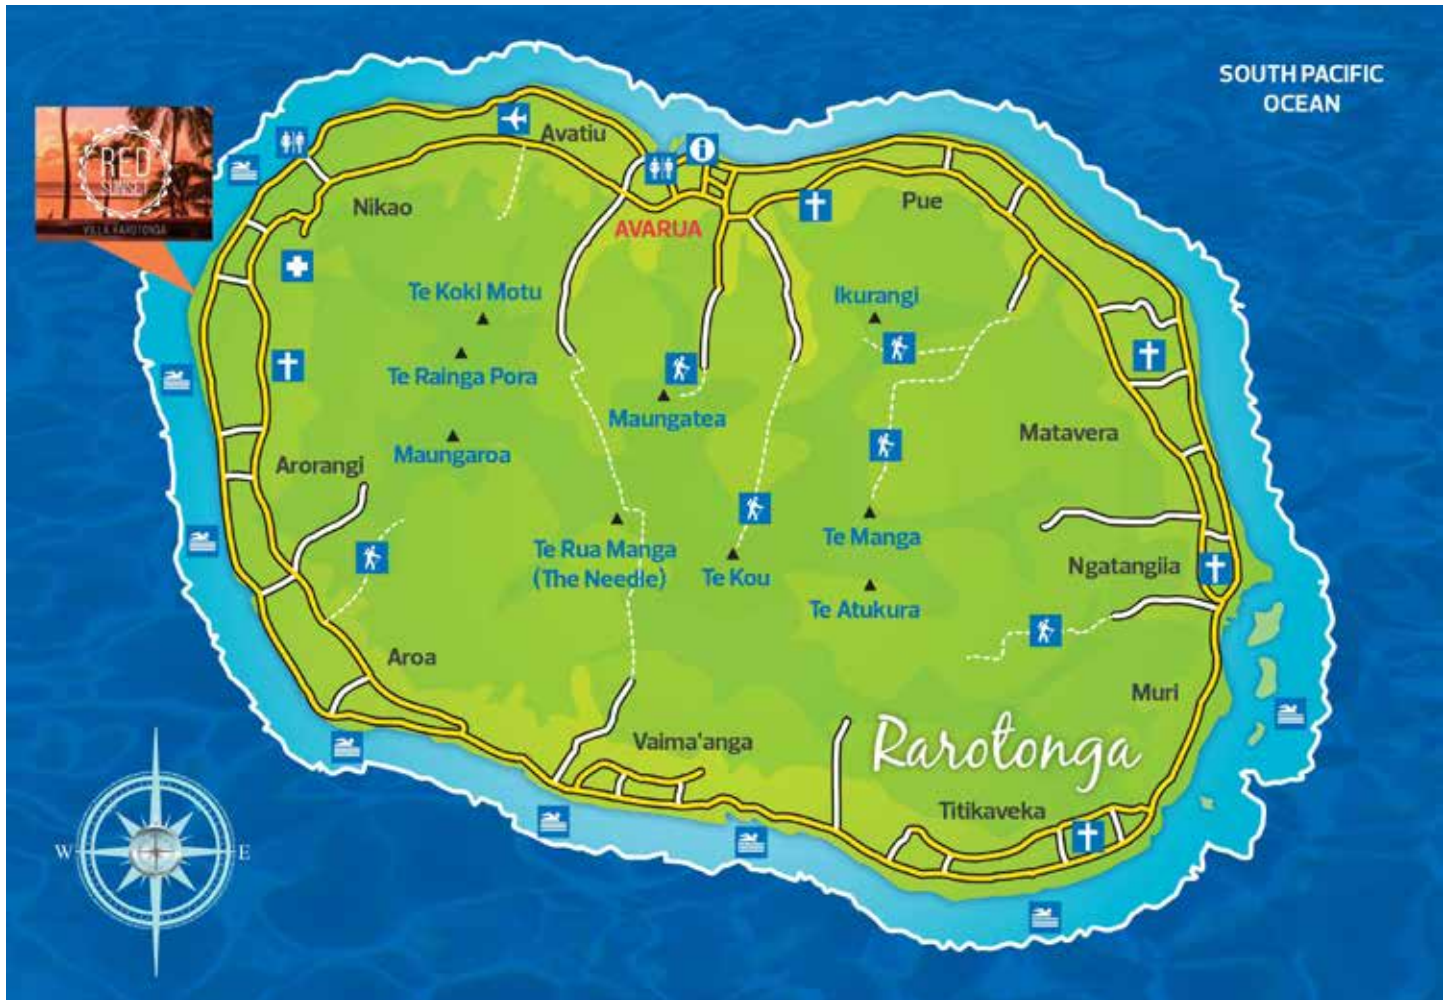 SOUTH PACIFIC
OCEAN
RED
SUNSET
VILLA RAROTONGA
Avatiu
Nikao
AVARUA
Pue
Te Koki Motu
Ikurangi
Te Rainga Pora
Maungatea
Maungaroa
Matavera
Arorangi
Te Rua Manga
(The Needle)
Te Kou
Te Manga
Te Atukura
Ngatangiia
Aroa
Muri
Vaima'anga
Rarotonga
Titikaveka
W
E